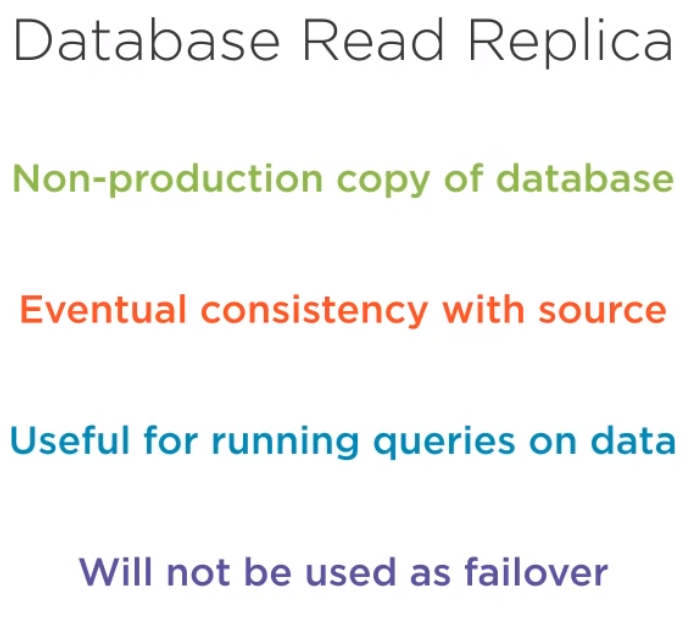 Database Read Replica
Non-production copy of database
Eventual consistency with source
Useful for running queries on data
Will not be used as failover